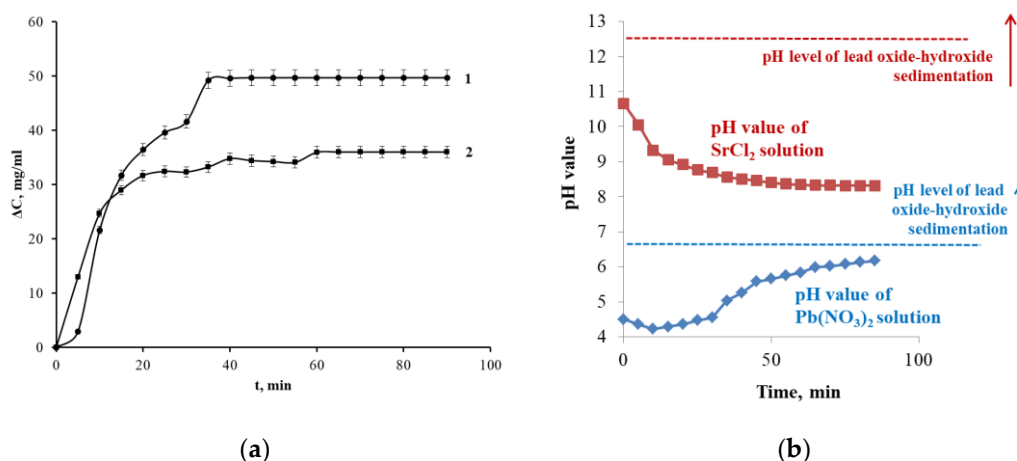 60
50
40
30
20
10
0
ΔC, mg/ml
0
20
40
60
80
100
t, min
1
2
(a)
13
12
11
10
9
8
7
6
5
4
pH value
0
50
100
Time, min
pH level of lead oxide-hydroxide
sedimentation
pH value of
SrCl₂ solution
pH level of lead
oxide-hydroxide
sedimentation
pH value of
Pb(NO₃)₂ solution
(b)